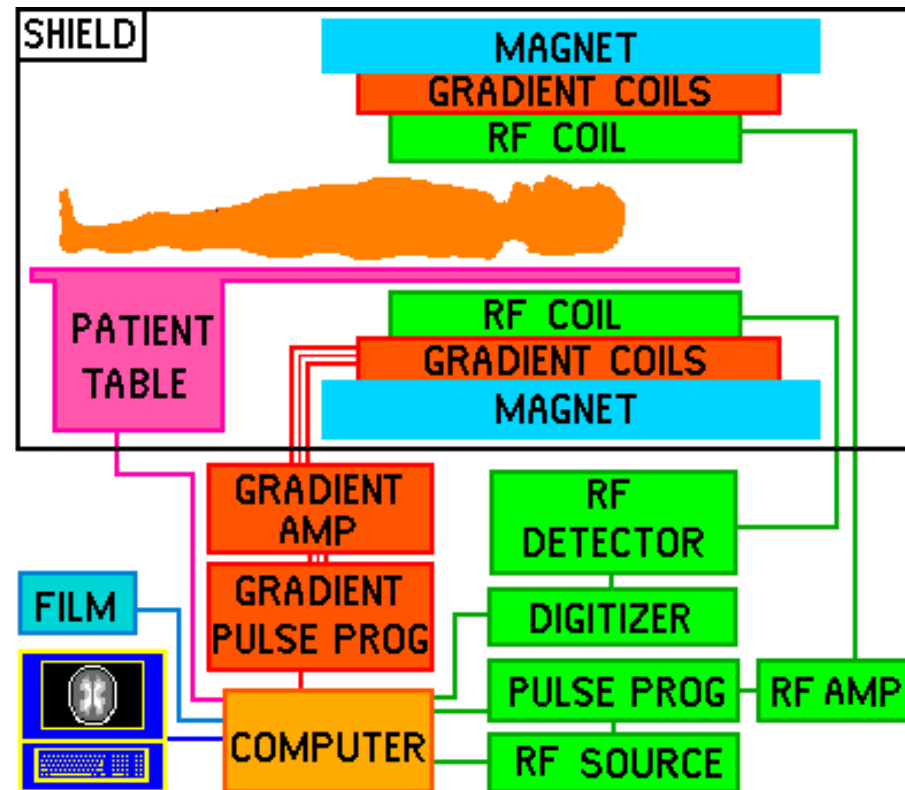 SHIELD
MAGNET
GRADIENT COILS
RF COIL
RF COIL
GRADIENT COILS
MAGNET
PATIENT
TABLE
GRADIENT
AMP
RF
DETECTOR
GRADIENT
PULSE PROG
FILM
DIGITIZER
PULSE PROG
RF AMP
COMPUTER
RF SOURCE